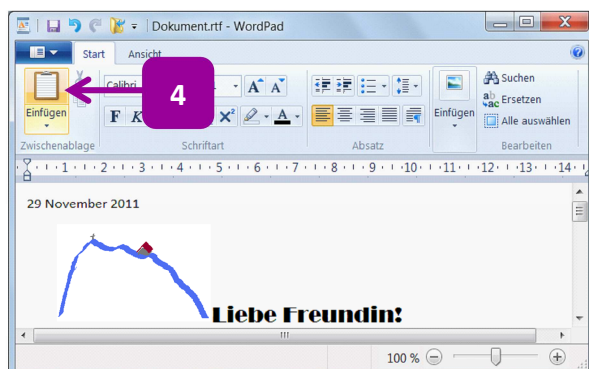 Dokument.rtf - WordPad
Start Ansicht
Einfügen
Zwischenablage
Calibri
4
F K X² A
Schriftart
Absatz
Einfügen
Suchen
Ersetzen
Alle auswählen
Bearbeiten
1 2 3 4 5 6 7 8 9 10 11 12 13 14
29 November 2011
Liebe Freundin!
100 %